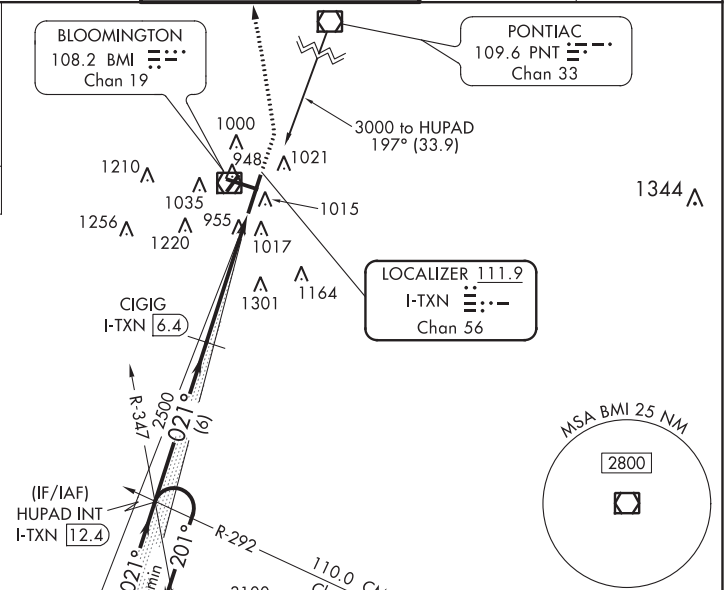 BLOOMINGTON
108.2 BMI
Chan 19
PONTIAC
109.6 PNT
Chan 33
3000 to HUPAD
197° (33.9)
1000
948
1021
1210
1035
1015
1344
1256
1220
955
1017
1301
1164
LOCALIZER 111.9
I-TXN
Chan 56
CIGIG
I-TXN 6.4
R-347
2500
021°
(6)
MSA BMI 25 NM
2800
(IF/IAF)
HUPAD INT
I-TXN 12.4
R-292
021°
201°
min
110.0